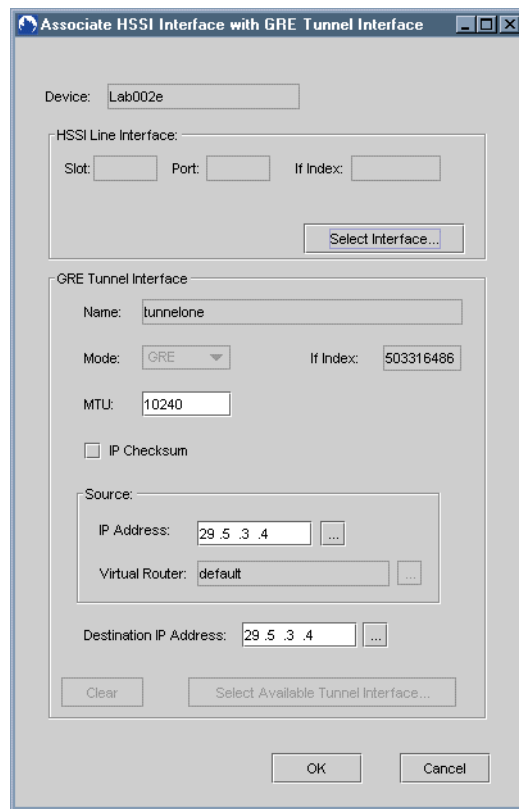 Associate HSSI Interface with GRE Tunnel Interface
Device: Lab002e
HSSI Line Interface:
Slot: Port: If Index:
Select Interface...
GRE Tunnel Interface
Name: tunnelone
Mode: GRE If Index: 503316486
MTU: 10240
IP Checksum
Source:
IP Address: 29 .5 .3 .4 ...
Virtual Router: default ...
Destination IP Address: 29 .5 .3 .4 ...
Clear Select Available Tunnel Interface...
OK Cancel